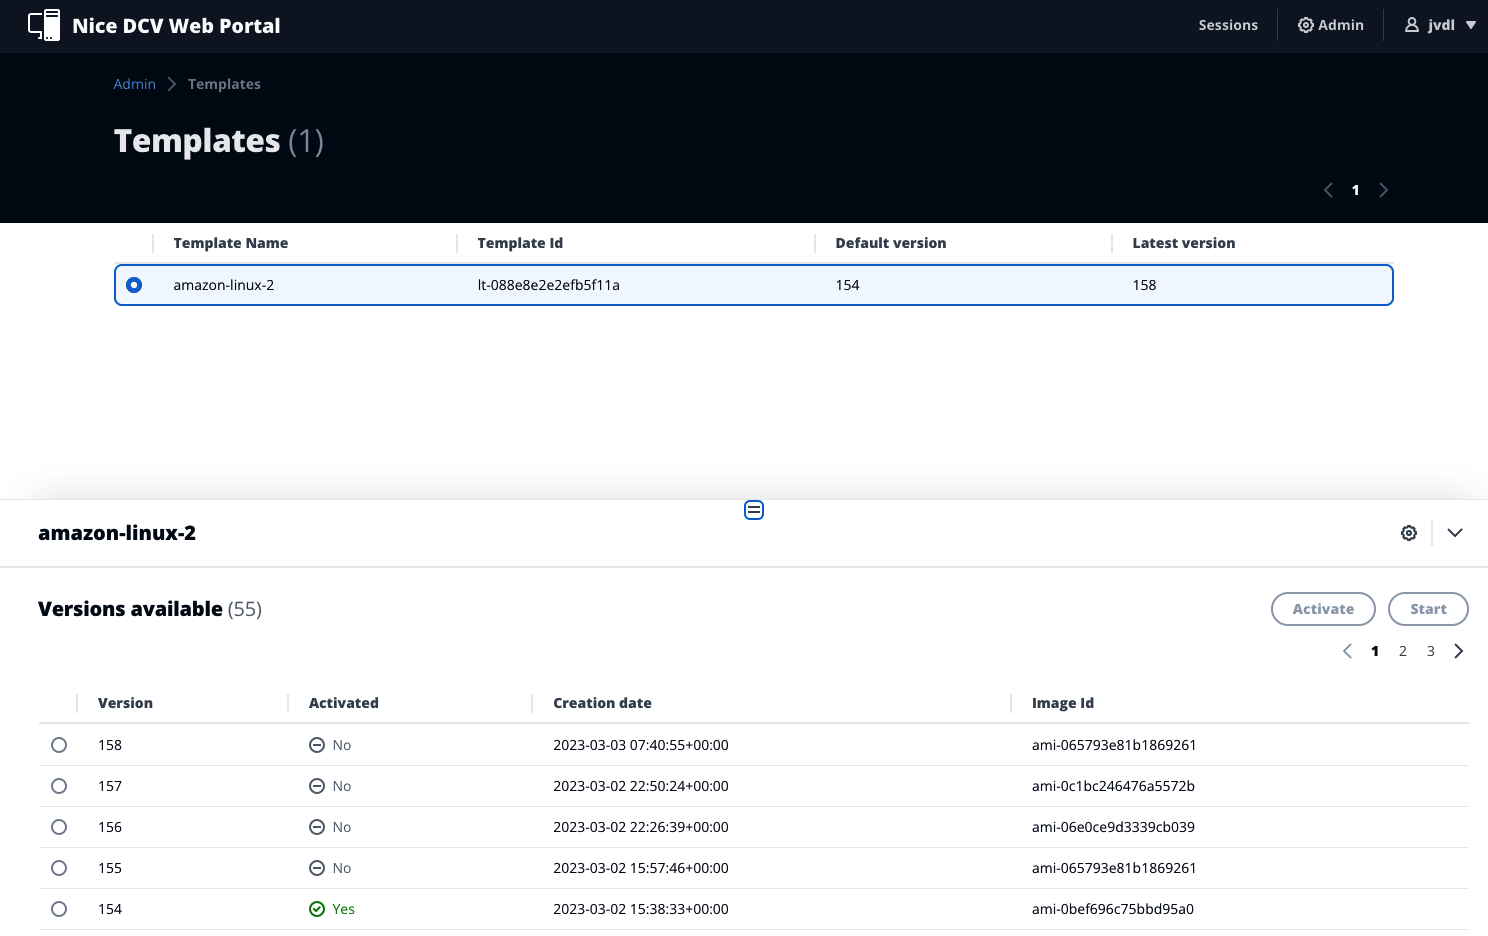 Nice DCV Web Portal
Sessions
Admin
jvdl
Admin
Templates
Templates (1)
1
Template Name Template Id Default version Latest version
amazon-linux-2 lt-088e8e2e2efb5f11a 154 158
amazon-linux-2
Versions available (55)
Activate
Start
1 2 3
Version Activated Creation date Image Id
158 No 2023-03-03 07:40:55+00:00 ami-065793e81b1869261
157 No 2023-03-02 22:50:24+00:00 ami-0c1bc246476a5572b
156 No 2023-03-02 22:26:39+00:00 ami-06e0ce9d3339cb039
155 No 2023-03-02 15:57:46+00:00 ami-065793e81b1869261
154 Yes 2023-03-02 15:38:33+00:00 ami-0bef696c75bbd95a0